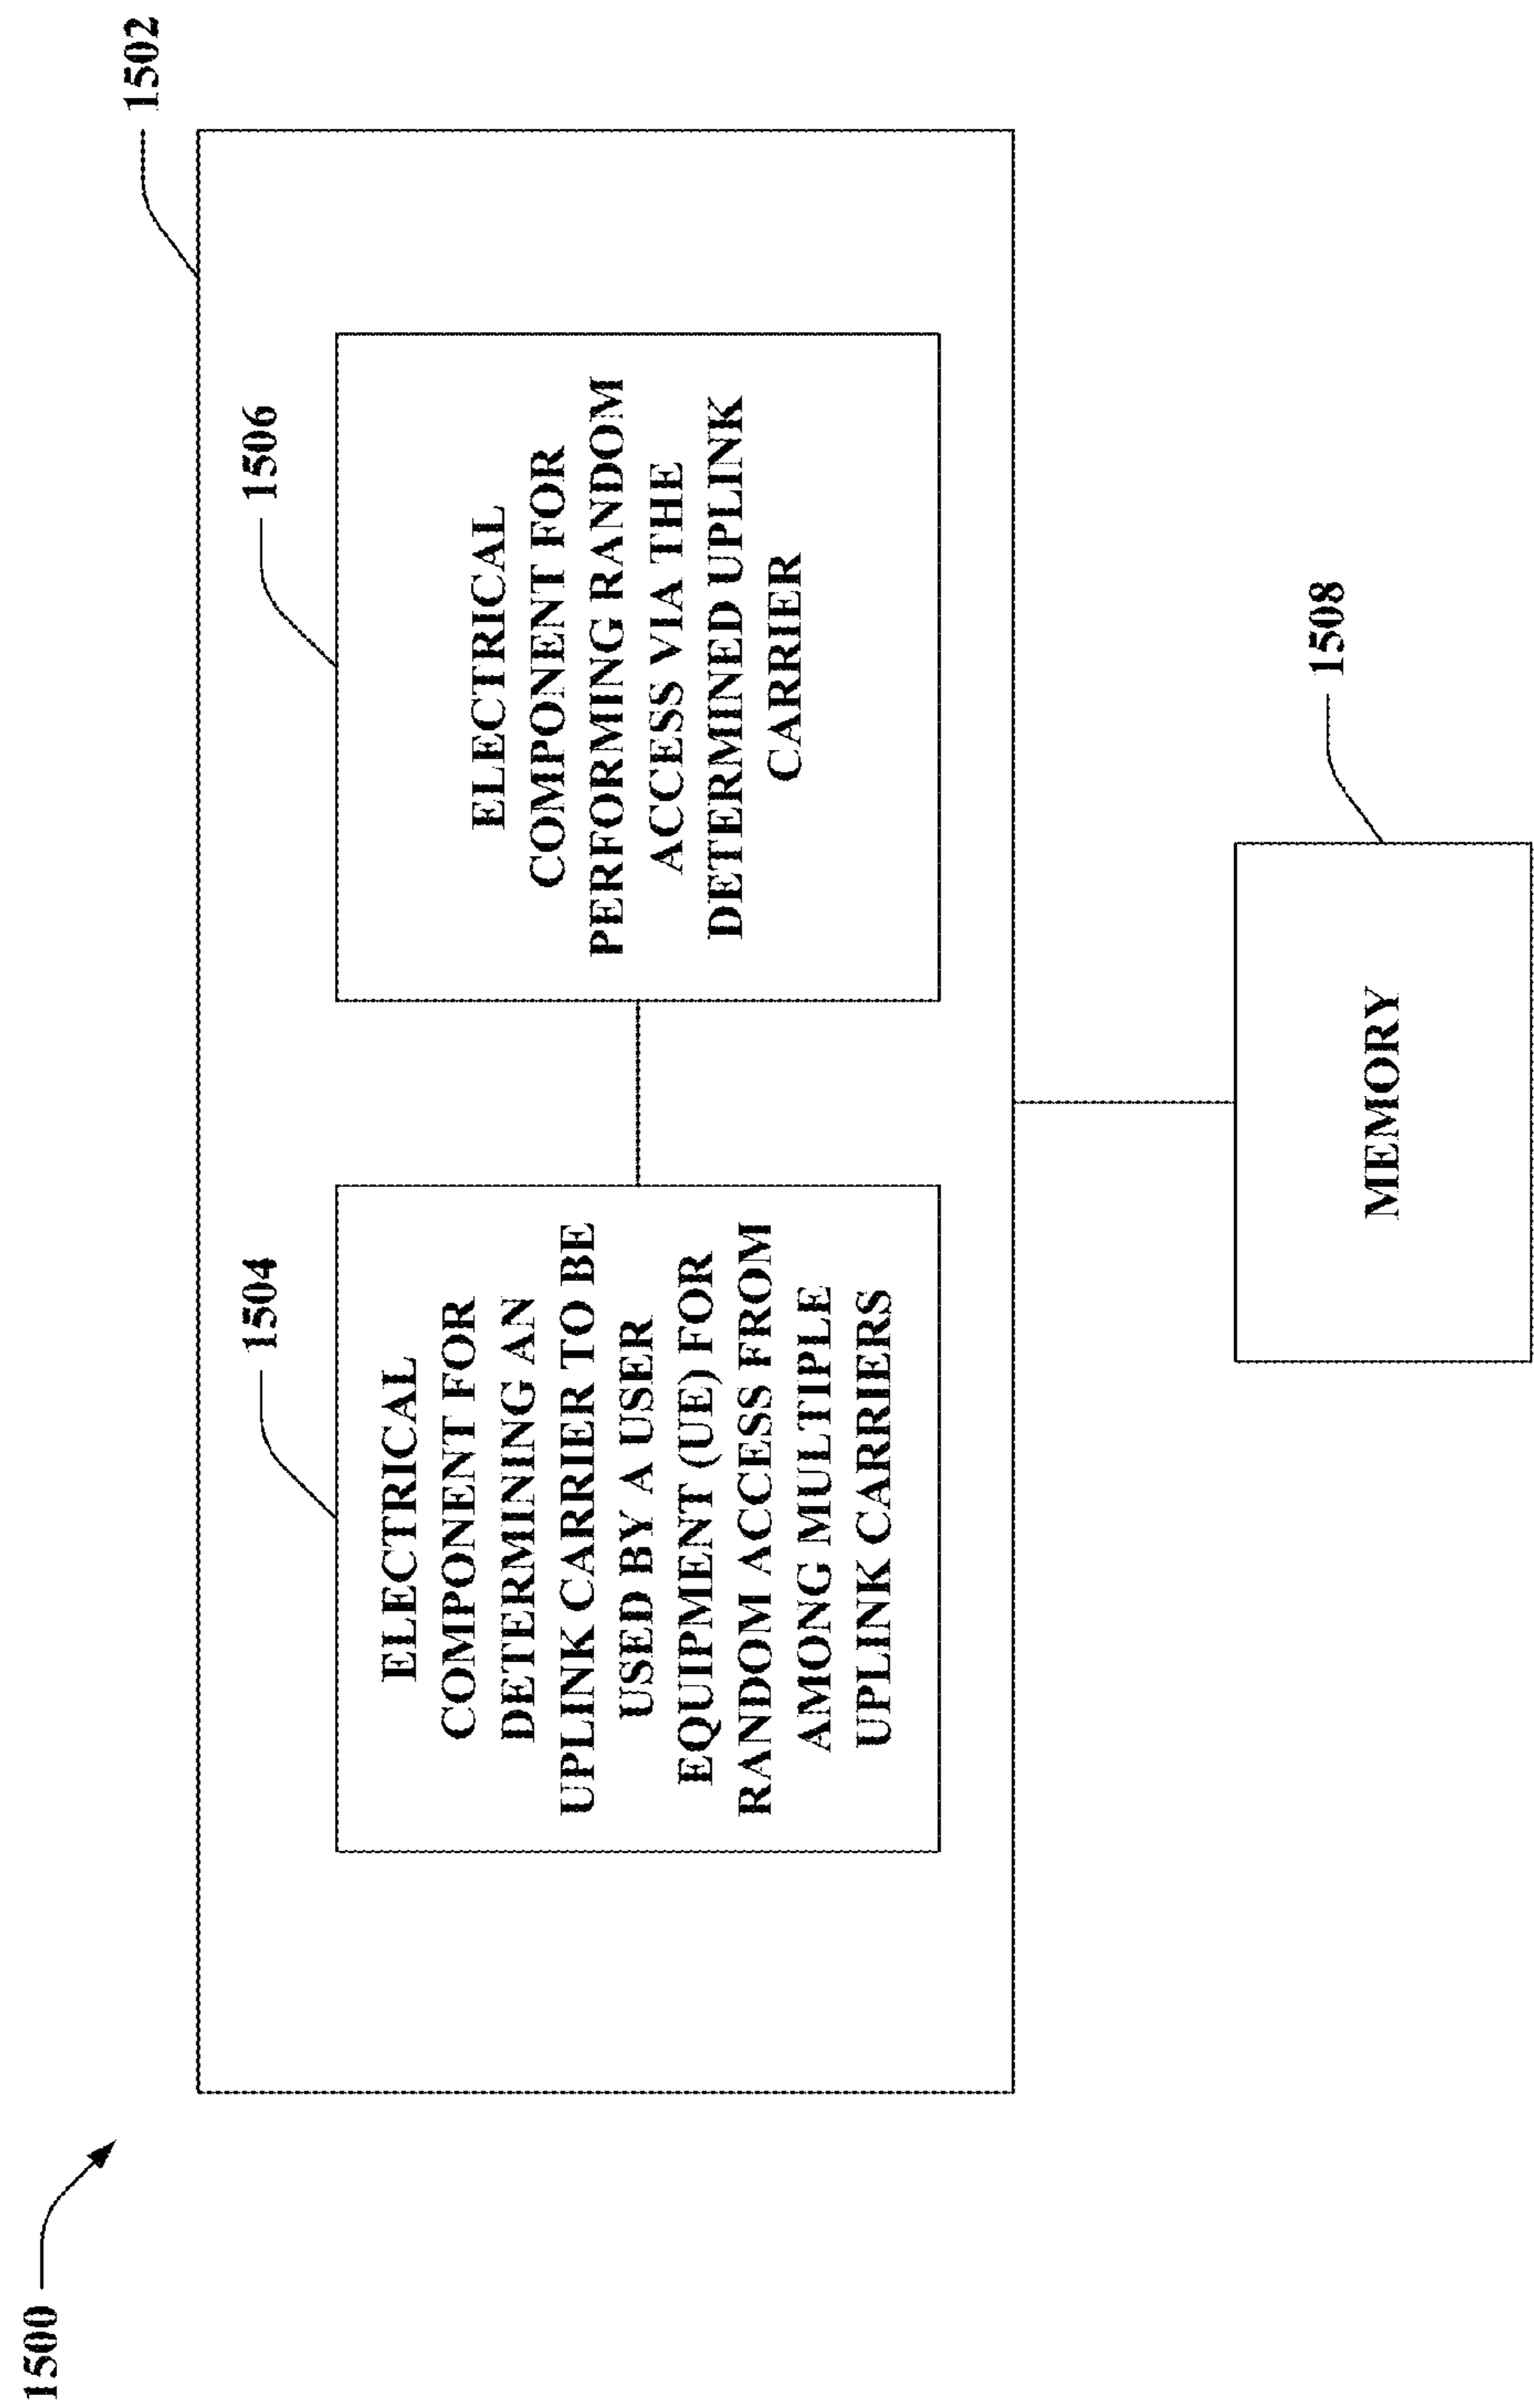 1500
1502
1504
ELECTRICAL
COMPONENT FOR
DETERMINING AN
UPLINK CARRIER TO BE
USED BY A USER
EQUIPMENT (UE) FOR
RANDOM ACCESS FROM
AMONG MULTIPLE
UPLINK CARRIERS
1506
ELECTRICAL
COMPONENT FOR
PERFORMING RANDOM
ACCESS VIA THE
DETERMINED UPLINK
CARRIER
1508
MEMORY